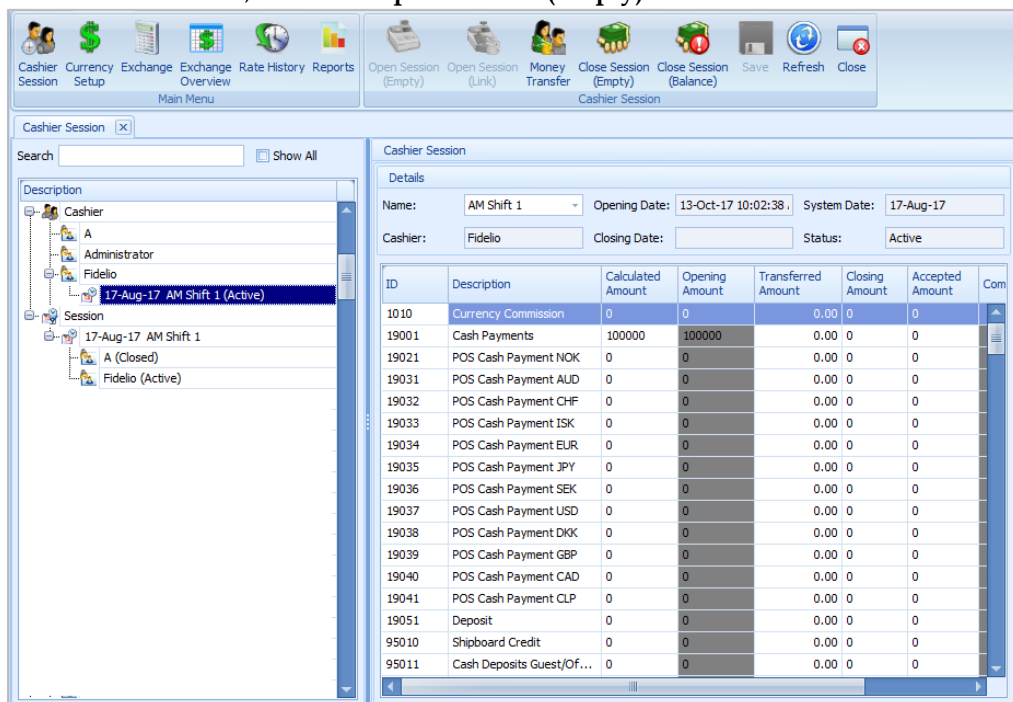 Cashier Session Currency Setup Exchange Exchange Overview Rate History Reports Open Session (Empty) Open Session (Link) Money Transfer Close Session (Empty) Close Session (Balance) Save Refresh Close
Main Menu Cashier Session
Cashier Session
Search Show All
Description
Cashier
A
Administrator
Fidelio
17-Aug-17 AM Shift 1 (Active)
Session
17-Aug-17 AM Shift 1
A (Closed)
Fidelio (Active)
Cashier Session
Details
Name: AM Shift 1 Opening Date: 13-Oct-17 10:02:38 System Date: 17-Aug-17
Cashier: Fidelio Closing Date: Status: Active
ID Description Calculated Amount Opening Amount Transferred Amount Closing Amount Accepted Amount Com
1010 Currency Commission 0 0 0.00 0 0
19001 Cash Payments 100000 100000 0.00 0 0
19021 POS Cash Payment NOK 0 0 0.00 0 0
19031 POS Cash Payment AUD 0 0 0.00 0 0
19032 POS Cash Payment CHF 0 0 0.00 0 0
19033 POS Cash Payment ISK 0 0 0.00 0 0
19034 POS Cash Payment EUR 0 0 0.00 0 0
19035 POS Cash Payment JPY 0 0 0.00 0 0
19036 POS Cash Payment SEK 0 0 0.00 0 0
19037 POS Cash Payment USD 0 0 0.00 0 0
19038 POS Cash Payment DKK 0 0 0.00 0 0
19039 POS Cash Payment GBP 0 0 0.00 0 0
19040 POS Cash Payment CAD 0 0 0.00 0 0
19041 POS Cash Payment CLP 0 0 0.00 0 0
19051 Deposit 0 0 0.00 0 0
95010 Shipboard Credit 0 0 0.00 0 0
95011 Cash Deposits Guest/Of... 0 0 0.00 0 0